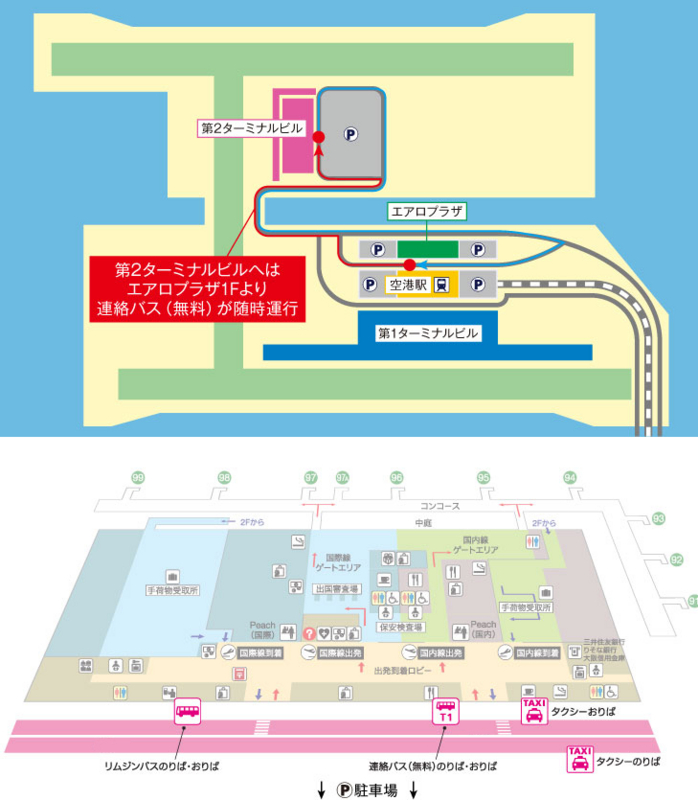 第2ターミナルビル
P
エアロプラザ
P
P
第2ターミナルビルへは
エアロプラザ1Fより
連絡バス（無料）が随時運行
P
空港駅
P
第1ターミナルビル
99
98
97
97A
96
95
94
コンコース
93
2Fから
中庭
2Fから
国際線
ゲートエリア
国内線
ゲートエリア
92
手荷物受取所
出国審査場
手荷物受取所
91
Peach
(国際)
保安検査場
Peach
(国内)
国際線到着
国際線出発
国内線出発
国内線到着
三井住友銀行
りそな銀行
大阪信用金庫
出発到着ロビー
T1
TAXI
タクシーおりば
リムジンバスのりば・おりば
連絡バス(無料)のりば・おりば
TAXI
タクシーのりば
↓ P駐車場 ↓